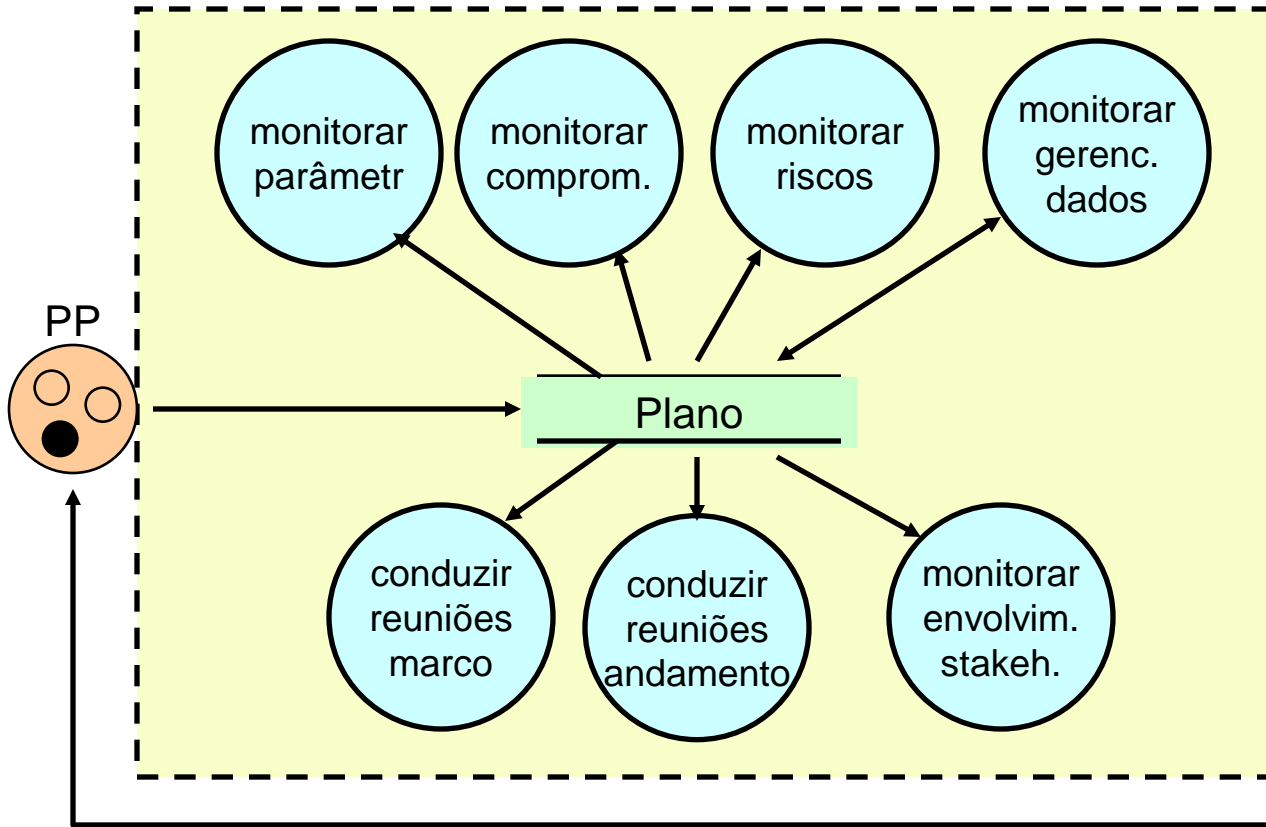 monitorar
parâmetr
monitorar
comprom.
monitorar
riscos
monitorar
gerenc.
dados
PP
Plano
conduzir
reuniões
marco
conduzir
reuniões
andamento
monitorar
envolvim.
stakeh.